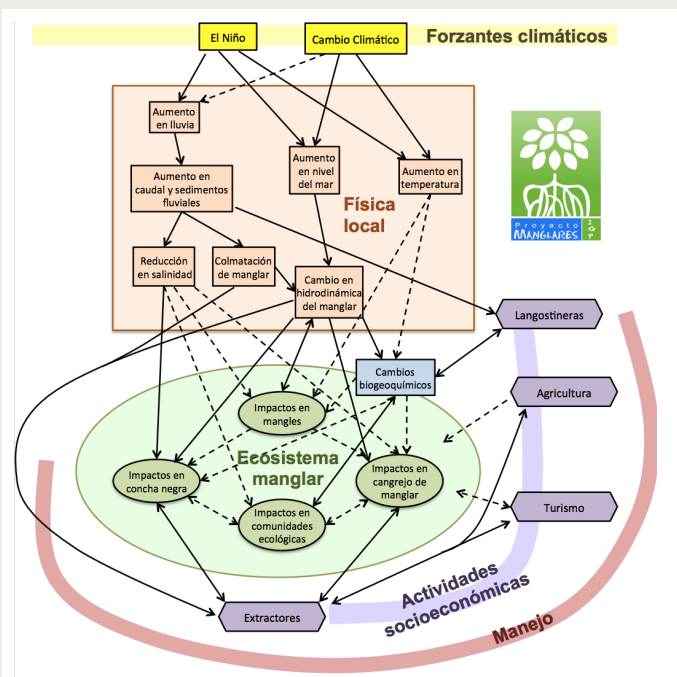 El Niño
Cambio Climático
Forzantes climáticos
Aumento
en lluvia
Aumento en
caudal y sedimentos
fluviales
Aumento
en nivel
del mar
Aumento en
temperatura
Física
local
Proyecto
MANGLARES
IGP
Reducción
en salinidad
Colmatación
de manglar
Cambio en
hidrodinámica
del manglar
Langostineras
Cambios
biogeoquímicos
Agricultura
Impactos en
mangles
Ecosistema
manglar
Impactos en
concha negra
Impactos en
cangrejo de
manglar
Impactos en
comunidades
ecológicas
Turismo
Extractores
Actividades
socioeconómicas
Manejo